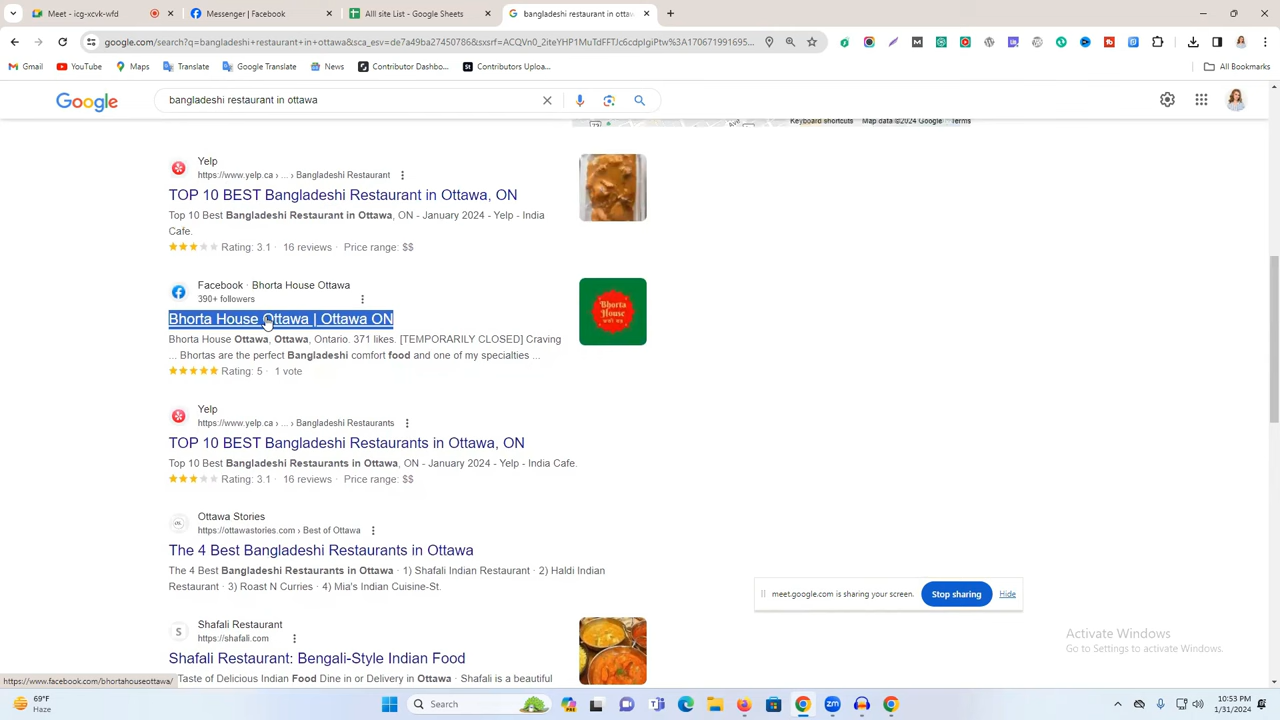 Meet -
Facebook
All site List - Google Sheets
bangladeshi restaurant in ottaw
google.com/search?q=bangladeshi+restaurant+in+ottawa&sca_esv=de7a49ba27450786&sxsrf=ACQVn0_2iteYHP1MuTdFFTJc6cdpIgiPtw%3A170671991695...
Gmail
YouTube
Maps
Translate
Google Translate
News
Contributor Dashbo...
Contributors Uploa...
All Bookmarks
Google
bangladeshi restaurant in ottawa
Keyboard shortcuts Map data ©2024 Google Terms
Yelp
https://www.yelp.ca › ... › Bangladeshi Restaurant
TOP 10 BEST Bangladeshi Restaurant in Ottawa, ON
Top 10 Best Bangladeshi Restaurant in Ottawa, ON - January 2024 - Yelp - India
Cafe.
Rating: 3.1 · 16 reviews · Price range: $$
Facebook · Bhorta House Ottawa
390+ followers
Bhorta House Ottawa | Ottawa ON
Bhorta House Ottawa, Ottawa, Ontario. 371 likes. [TEMPORARILY CLOSED] Craving
... Bhortas are the perfect Bangladeshi comfort food and one of my specialties ...
Rating: 5 · 1 vote
Bhorta
House
Yelp
https://www.yelp.ca › ... › Bangladeshi Restaurants
TOP 10 BEST Bangladeshi Restaurants in Ottawa, ON
Top 10 Best Bangladeshi Restaurants in Ottawa, ON - January 2024 - Yelp - India Cafe.
Rating: 3.1 · 16 reviews · Price range: $$
Ottawa Stories
https://ottawastories.com › Best of Ottawa
The 4 Best Bangladeshi Restaurants in Ottawa
The 4 Best Bangladeshi Restaurants in Ottawa · 1) Shafali Indian Restaurant · 2) Haldi Indian
Restaurant · 3) Roast N Curries · 4) Mia's Indian Cuisine-St.
meet.google.com is sharing your screen. Stop sharing Hide
S
Shafali Restaurant
https://shafali.com
Shafali Restaurant: Bengali-Style Indian Food
Taste of Delicious Indian Food Dine in or Delivery in Ottawa · Shafali is a beautiful
Activate Windows
Go to Settings to activate Windows.
https://www.facebook.com/bhortahouseottawa/
69°F
Haze
Search
10:53 PM
1/31/2024